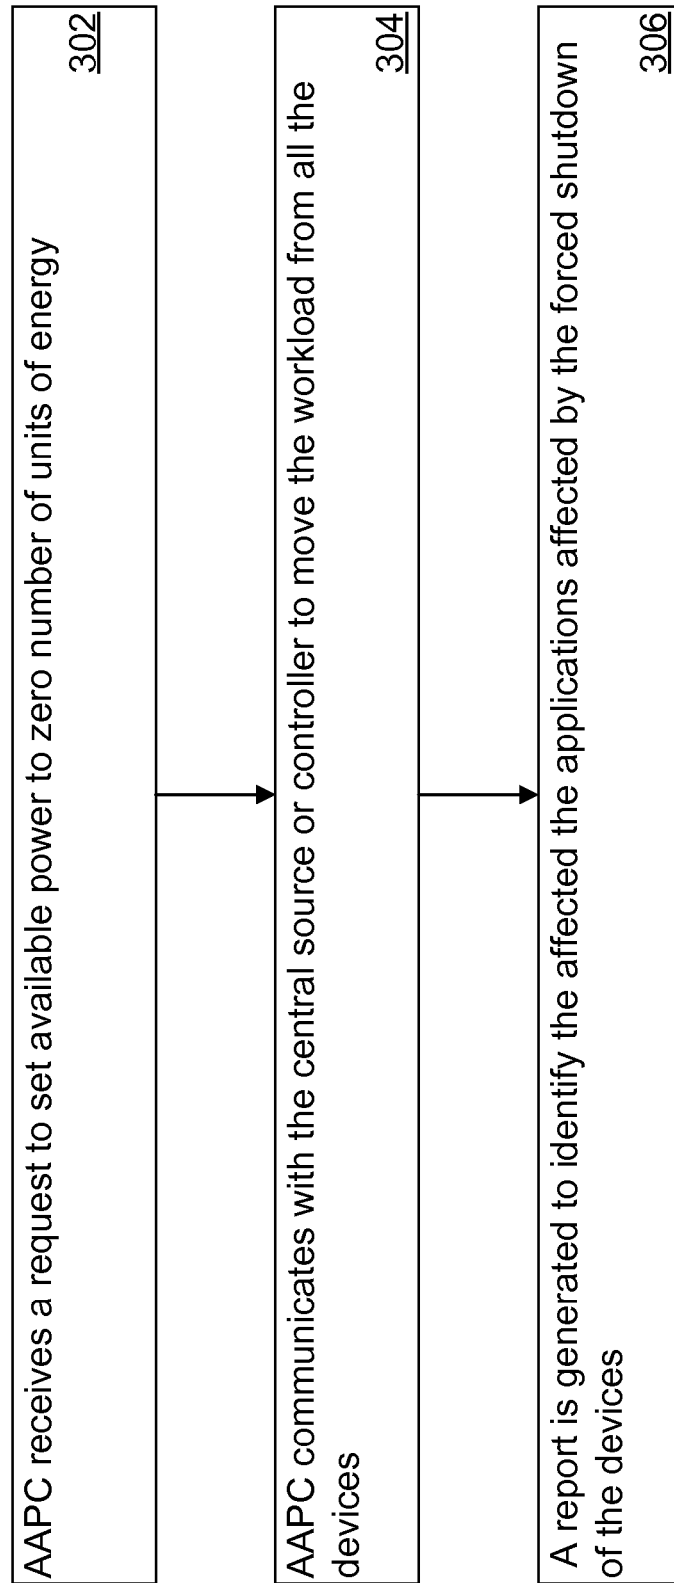 AAPC receives a request to set available power to zero number of units of energy
302
AAPC communicates with the central source or controller to move the workload from all the
devices
304
A report is generated to identify the affected the applications affected by the forced shutdown
of the devices
306